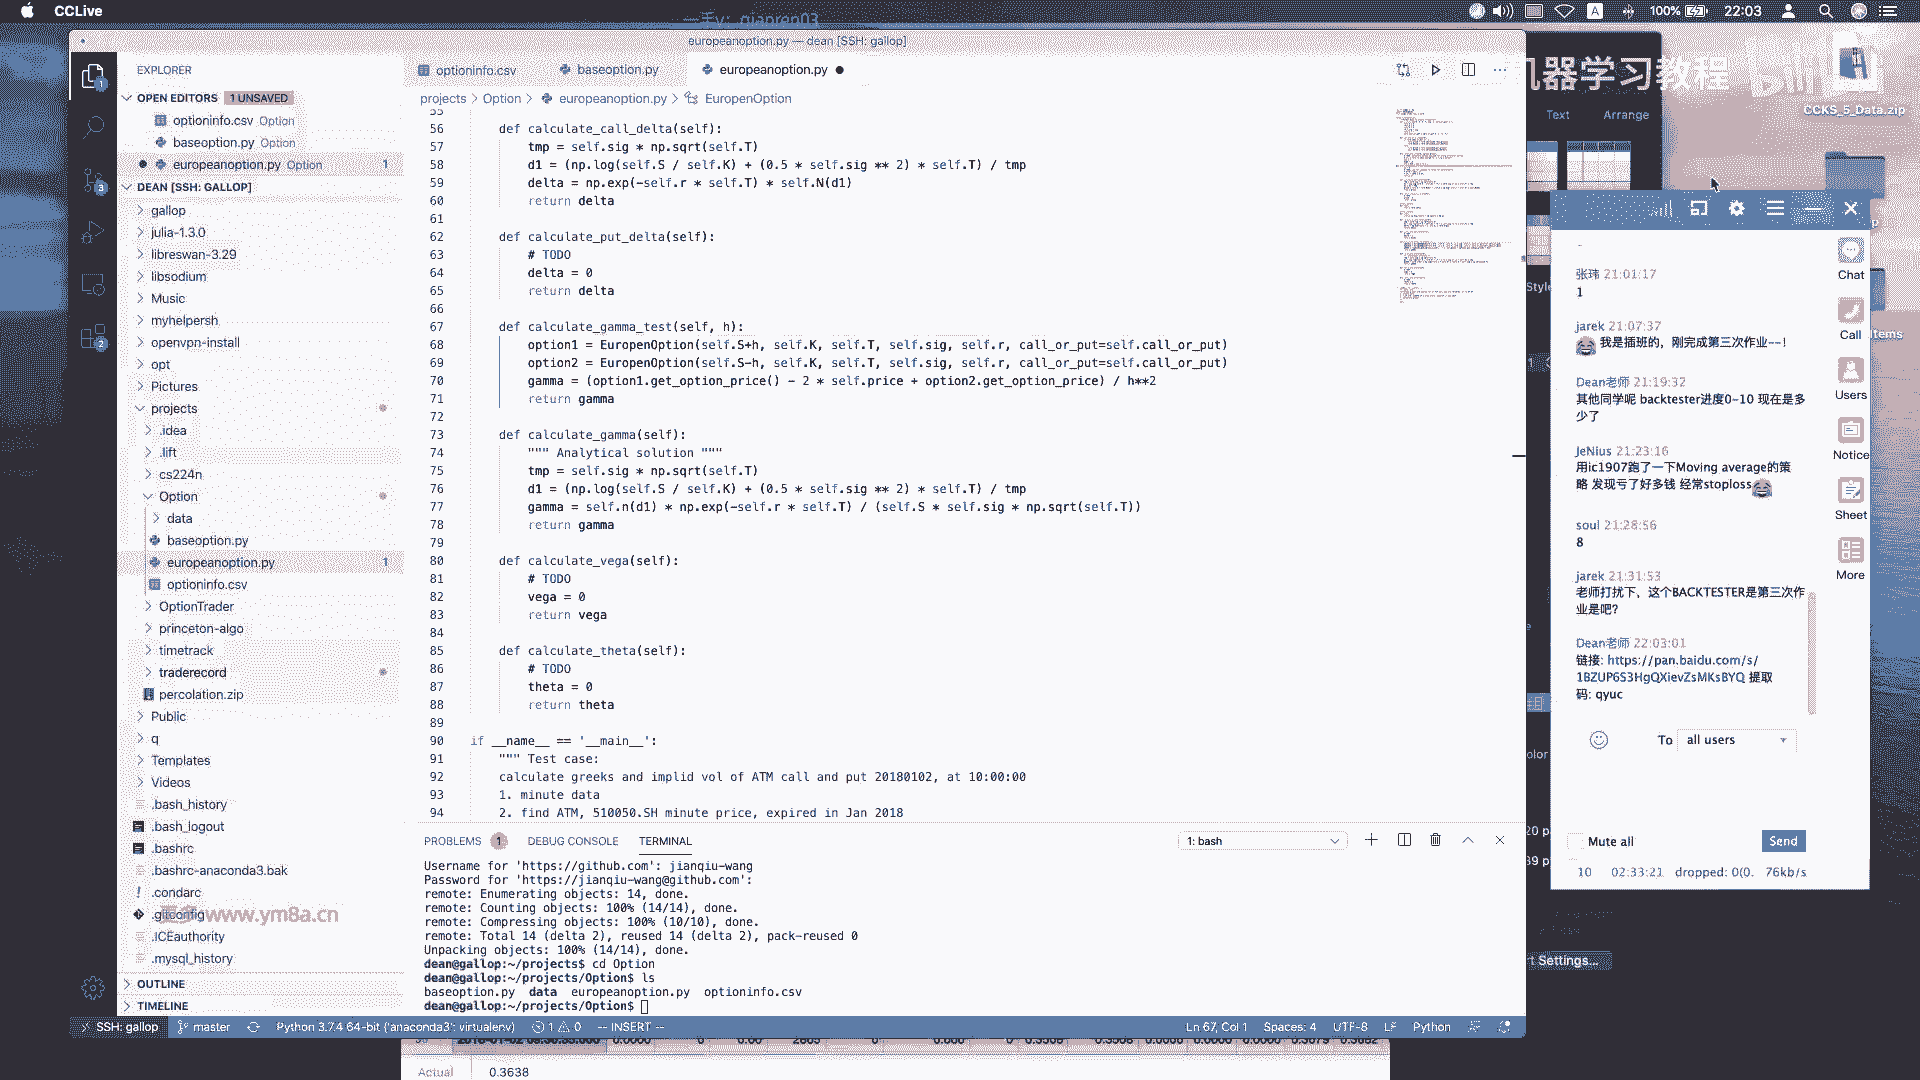 CCLive
100%
22:03
europeanoption.py — dean [SSH: gallop]
机器学习教程
CCKS_5_Data.zip
Text
Arrange
EXPLORER
OPEN EDITORS 1 UNSAVED
optioninfo.csv Option
baseoption.py Option
europeanoption.py Option 1
DEAN [SSH: GALLOP]
gallop
julia-1.3.0
libreswan-3.29
libsodium
Music
myhelpersh
openvpn-install
opt
Pictures
projects
.idea
.lift
cs224n
Option
data
baseoption.py
europeanoption.py 1
optioninfo.csv
OptionTrader
princeton-algo
timetrack
traderecord
percolation.zip
Public
q
Templates
Videos
.bash_history
.bash_logout
.bashrc
.bashrc-anaconda3.bak
.condarc
.gitconfig
www.ym8a.cn
.ICEauthority
.mysql_history
OUTLINE
TIMELINE
optioninfo.csv
baseoption.py
europeanoption.py
projects > Option > europeanoption.py > EuropenOption
55
56 def calculate_call_delta(self):
57 tmp = self.sig * np.sqrt(self.T)
58 d1 = (np.log(self.S / self.K) + (0.5 * self.sig ** 2) * self.T) / tmp
59 delta = np.exp(-self.r * self.T) * self.N(d1)
60 return delta
61
62 def calculate_put_delta(self):
63 # TODO
64 delta = 0
65 return delta
66
67 def calculate_gamma_test(self, h):
68 option1 = EuropenOption(self.S+h, self.K, self.T, self.sig, self.r, call_or_put=self.call_or_put)
69 option2 = EuropenOption(self.S-h, self.K, self.T, self.sig, self.r, call_or_put=self.call_or_put)
70 gamma = (option1.get_option_price() - 2 * self.price + option2.get_option_price) / h**2
71 return gamma
72
73 def calculate_gamma(self):
74 """ Analytical solution """
75 tmp = self.sig * np.sqrt(self.T)
76 d1 = (np.log(self.S / self.K) + (0.5 * self.sig ** 2) * self.T) / tmp
77 gamma = self.n(d1) * np.exp(-self.r * self.T) / (self.S * self.sig * np.sqrt(self.T))
78 return gamma
79
80 def calculate_vega(self):
81 # TODO
82 vega = 0
83 return vega
84
85 def calculate_theta(self):
86 # TODO
87 theta = 0
88 return theta
89
90 if __name__ == '__main__':
91 """ Test case:
92 calculate greeks and implid vol of ATM call and put 20180102, at 10:00:00
93 1. minute data
94 2. find ATM, 510050.SH minute price, expired in Jan 2018
PROBLEMS 1 DEBUG CONSOLE TERMINAL
1: bash
Username for 'https://github.com': jianqiu-wang
Password for 'https://jianqiu-wang@github.com':
remote: Enumerating objects: 14, done.
remote: Counting objects: 100% (14/14), done.
remote: Compressing objects: 100% (10/10), done.
remote: Total 14 (delta 2), reused 14 (delta 2), pack-reused 0
Unpacking objects: 100% (14/14), done.
dean@gallop:~/projects$ cd Option
dean@gallop:~/projects/Option$ ls
baseoption.py data europeanoption.py optioninfo.csv
dean@gallop:~/projects/Option$
SSH: gallop master Python 3.7.4 64-bit ('anaconda3': virtualenv) 1 0 -- INSERT --
Ln 67, Col 1 Spaces: 4 UTF-8 LF Python
Actual 0.3638
张玮 21:01:17
1
jarek 21:07:37
我是插班的，刚完成第三次作业--!
Dean老师 21:19:32
其他同学呢 backtester进度0-10 现在是多
少了
JeNius 21:23:16
用ic1907跑了一下Moving average的策
略 发现亏了好多钱 经常stoploss
soul 21:28:56
8
jarek 21:31:53
老师打扰下，这个BACKTESTER是第三次作
业是吧?
Dean老师 22:03:01
链接: https://pan.baidu.com/s/
1BZUP6S3HgQXievZsMKsBYQ 提取
码: qyuc
To all users
Mute all
Send
10 02:33:21 dropped: 0(0. 76kb/s
Chat
Call
Users
Notice
Sheet
More
Settings...